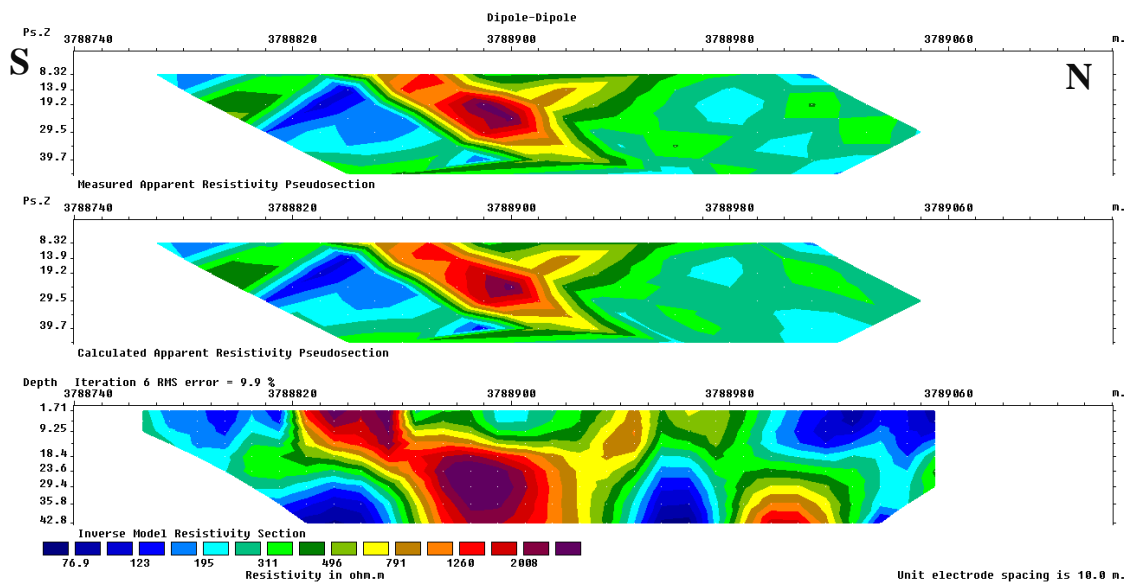 Dipole-Dipole
Ps.Z 3788740 3788820 3788900 3788980 3789060 m.
S
N
8.32
13.9
19.2
29.5
39.7
Measured Apparent Resistivity Pseudosection
Ps.Z 3788740 3788820 3788900 3788980 3789060 m.
8.32
13.9
19.2
29.5
39.7
Calculated Apparent Resistivity Pseudosection
Depth Iteration 6 RMS error = 9.9 %
3788740 3788820 3788900 3788980 3789060 m.
1.71
9.25
18.4
23.6
29.4
35.8
42.8
Inverse Model Resistivity Section
76.9 123 195 311 496 791 1260 2008
Resistivity in ohm.m
Unit electrode spacing is 10.0 m.